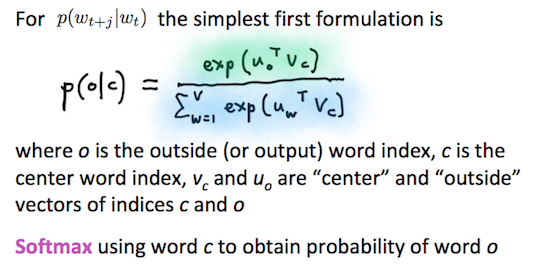 For p(w_{t+j}|w_t) the simplest first formulation is
p(o|c) = exp(u_o^T v_c) / Σ_{w=1}^V exp(u_w^T v_c)
where o is the outside (or output) word index, c is the
center word index, v_c and u_o are “center” and “outside”
vectors of indices c and o
Softmax using word c to obtain probability of word o